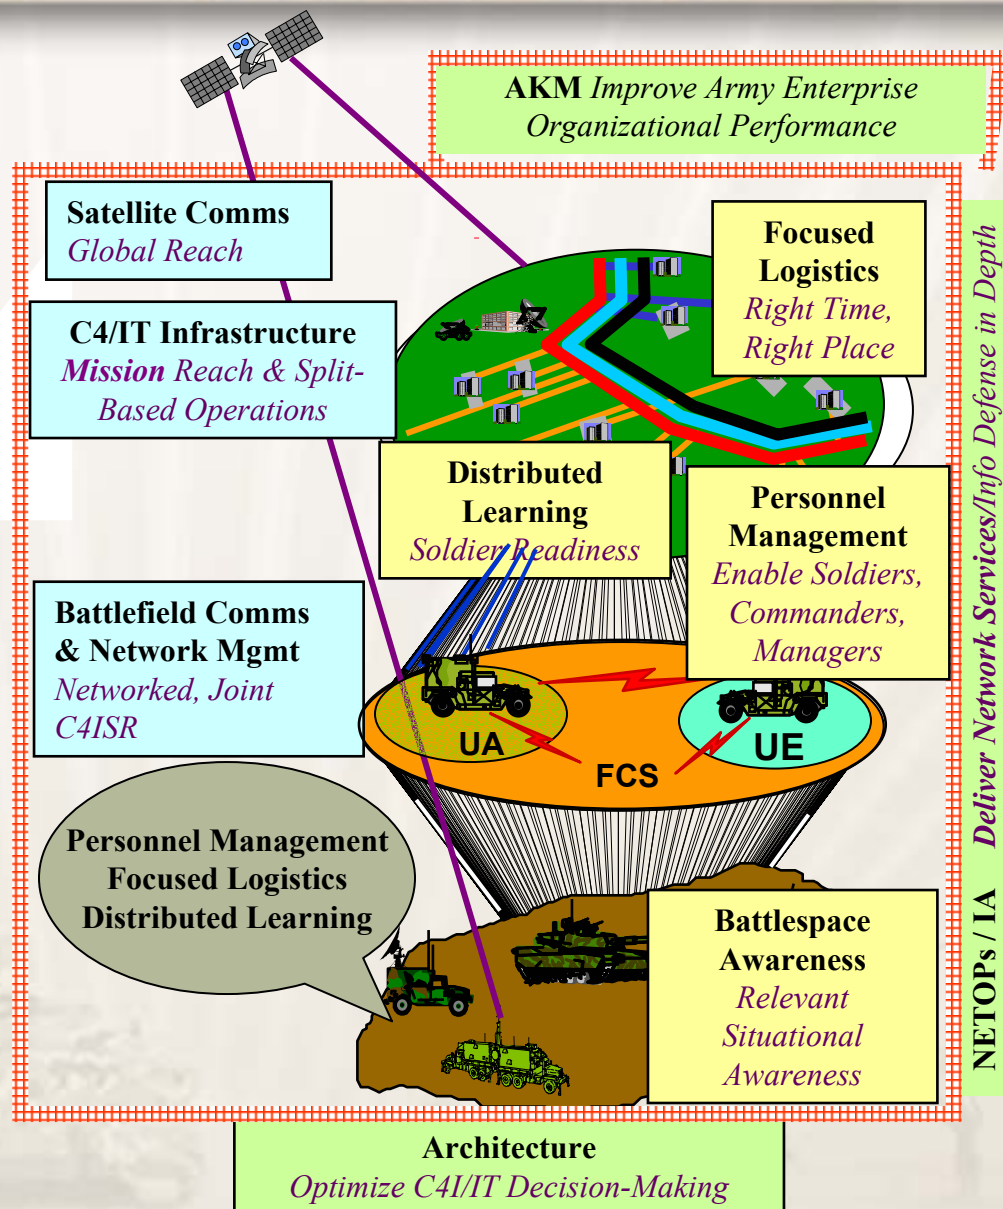 AKM Improve Army Enterprise
Organizational Performance
Satellite Comms
Global Reach
Focused
Logistics
Right Time,
Right Place
C4/IT Infrastructure
Mission Reach & Split-
Based Operations
Distributed
Learning
Soldier Readiness
Personnel
Management
Enable Soldiers,
Commanders,
Managers
Battlefield Comms
& Network Mgmt
Networked, Joint
C4ISR
UA
UE
FCS
Personnel Management
Focused Logistics
Distributed Learning
Battlespace
Awareness
Relevant
Situational
Awareness
NETOPs / IA Deliver Network Services/Info Defense in Depth
Architecture
Optimize C4I/IT Decision-Making